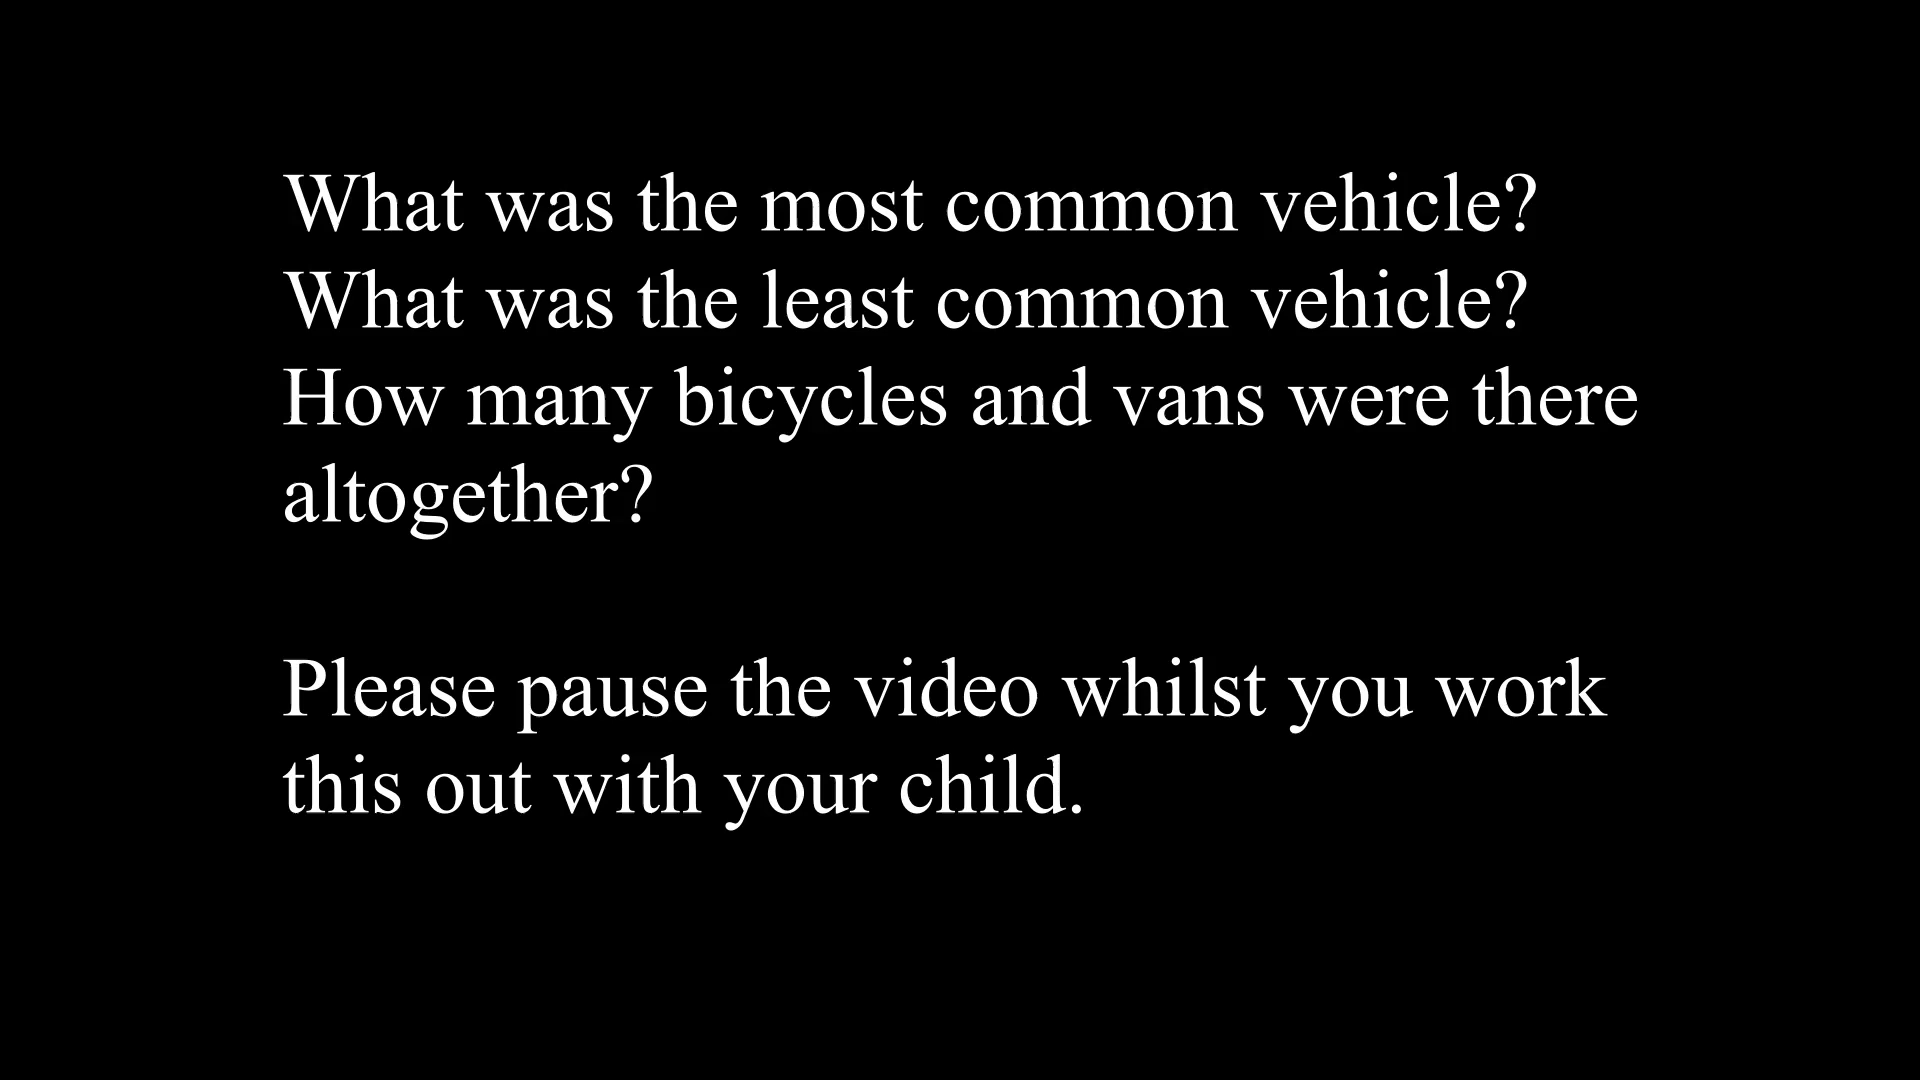 What was the most common vehicle?
What was the least common vehicle?
How many bicycles and vans were there
altogether?
Please pause the video whilst you work
this out with your child.